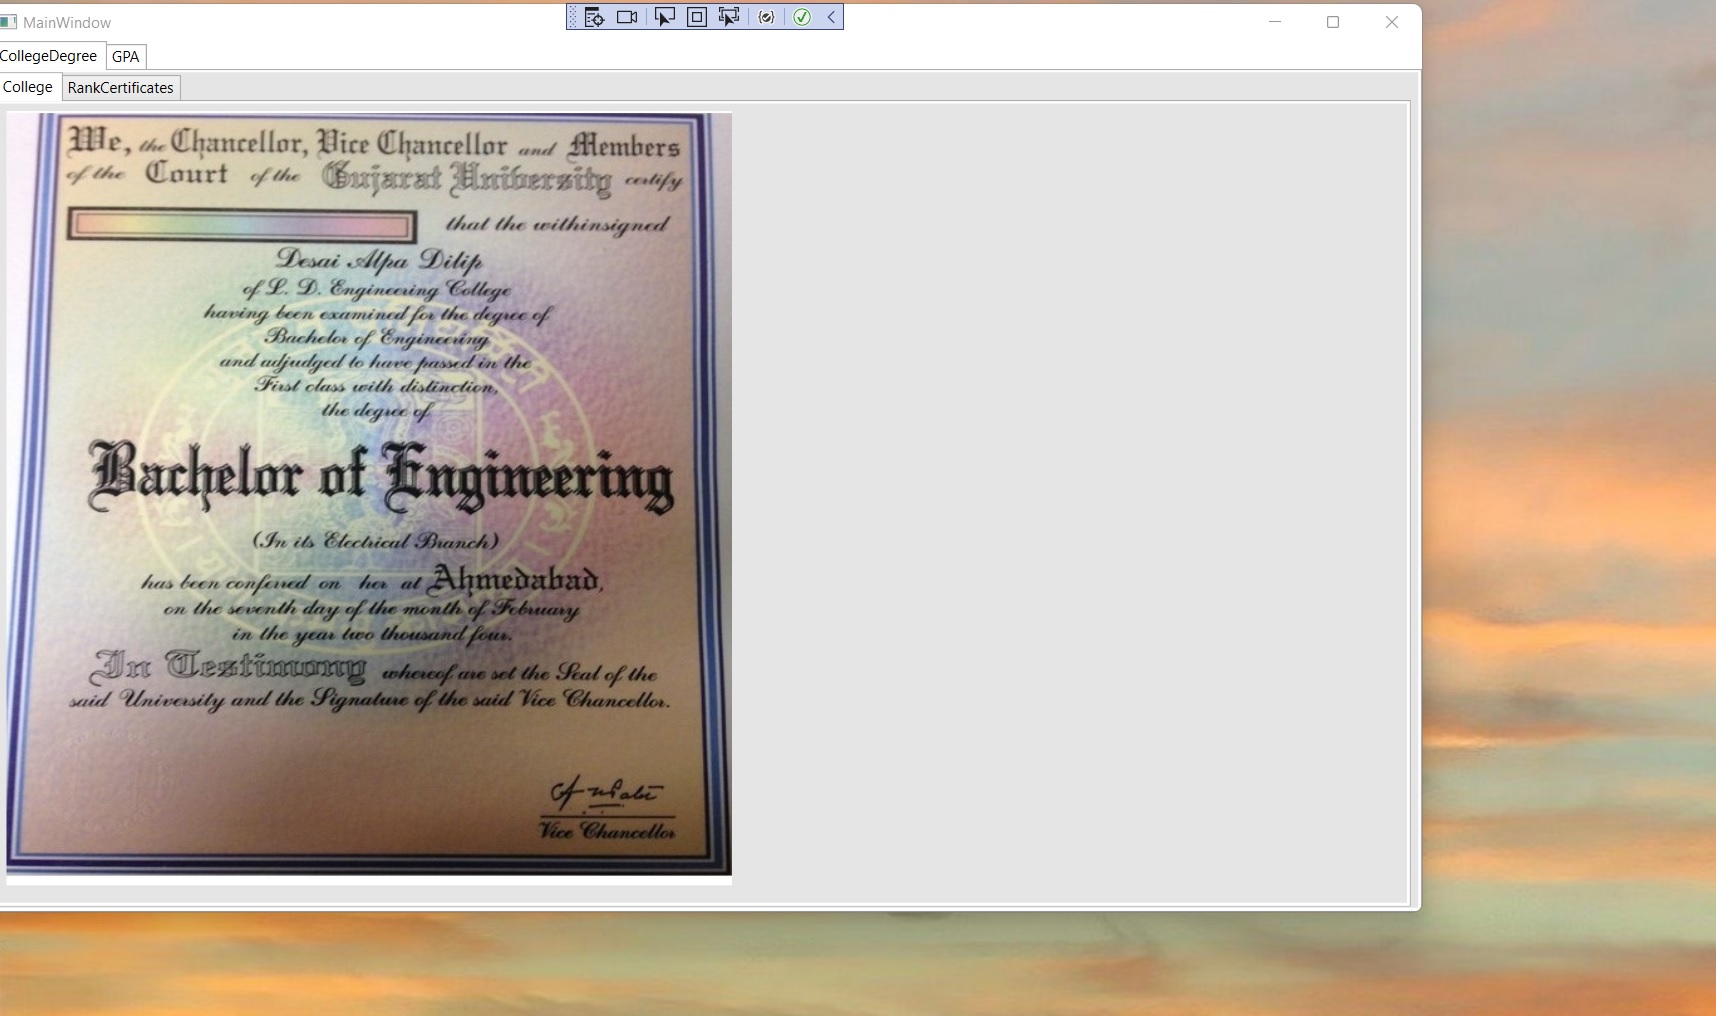 MainWindow
CollegeDegree GPA
College RankCertificates
We, the Chancellor, Vice Chancellor and Members
of the Court of the Gujarat University certify
that the withinsigned
Desai Alpa Dilip
of L. D. Engineering College
having been examined for the degree of
Bachelor of Engineering
and adjudged to have passed in the
First class with distinction,
the degree of
Bachelor of Engineering
(In its Electrical Branch)
has been conferred on her at Ahmedabad,
on the seventh day of the month of February
in the year two thousand four.
In Testimony whereof are set the Seal of the
said University and the Signature of the said Vice Chancellor.
Vice Chancellor